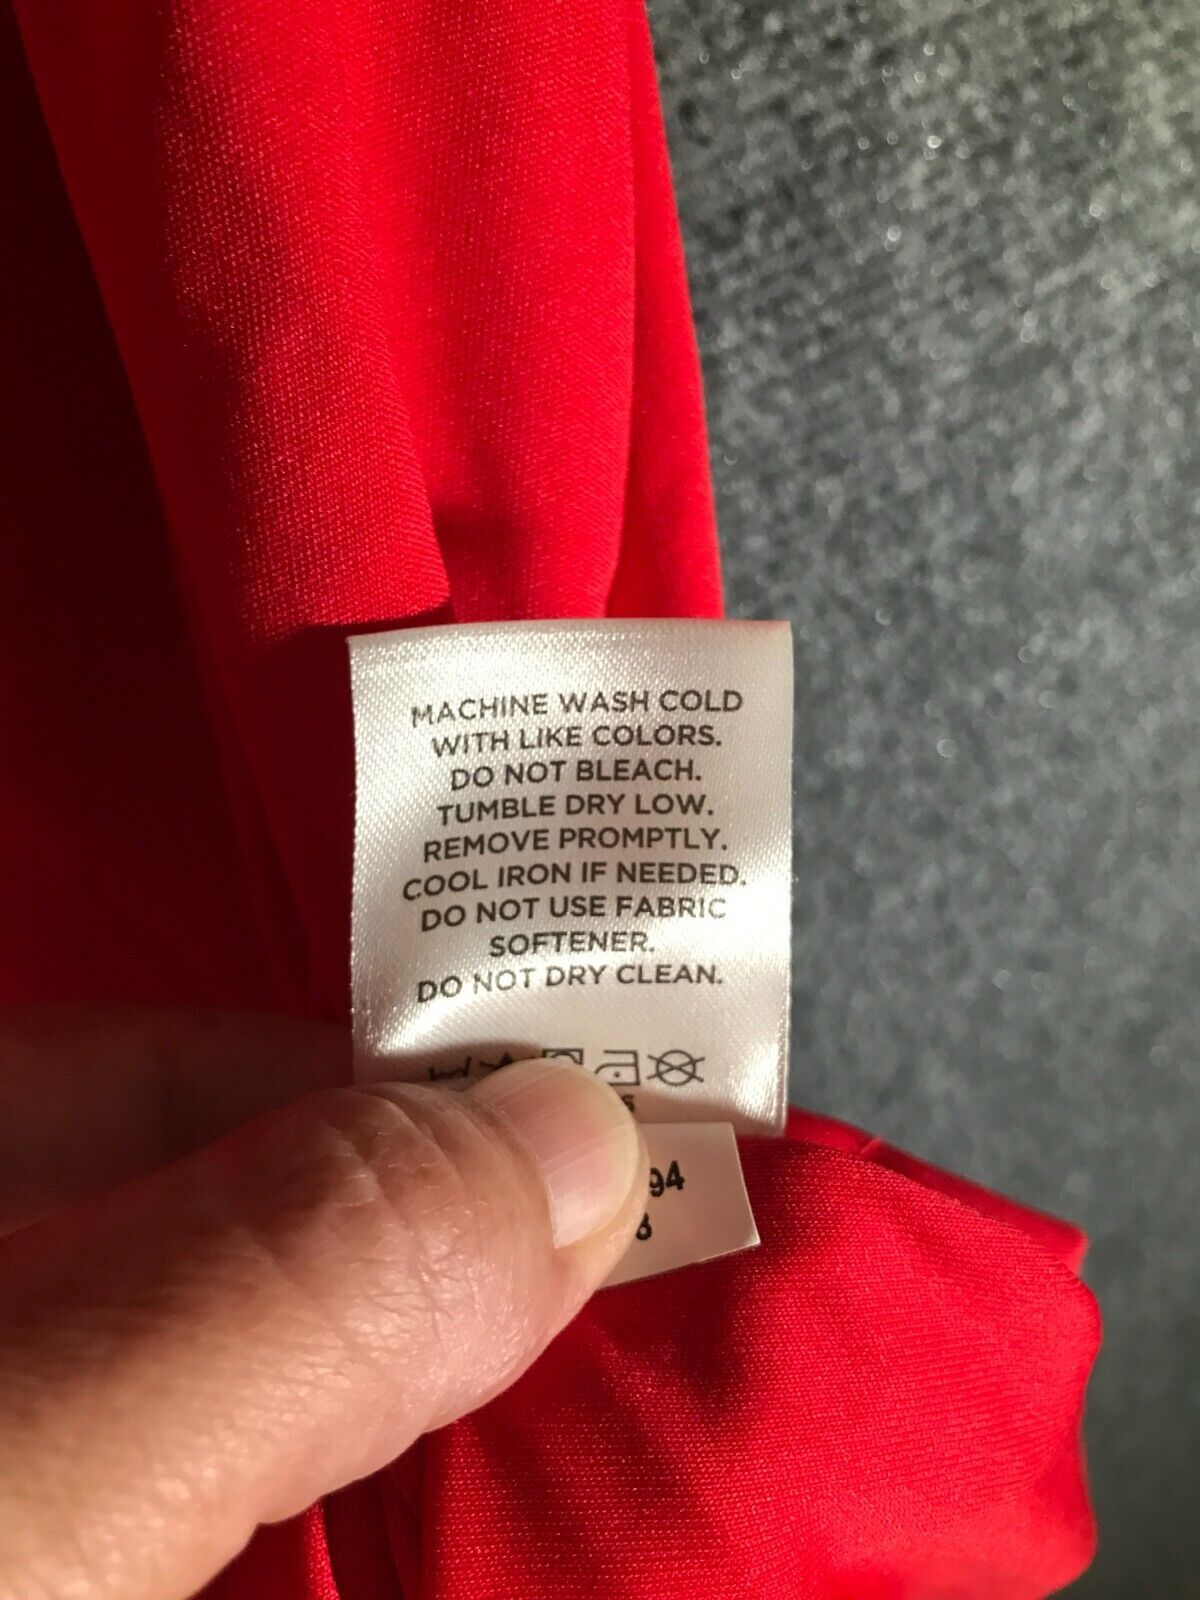 MACHINE WASH COLD
WITH LIKE COLORS.
DO NOT BLEACH.
TUMBLE DRY LOW.
REMOVE PROMPTLY.
COOL IRON IF NEEDED.
DO NOT USE FABRIC
SOFTENER.
DO NOT DRY CLEAN.
94